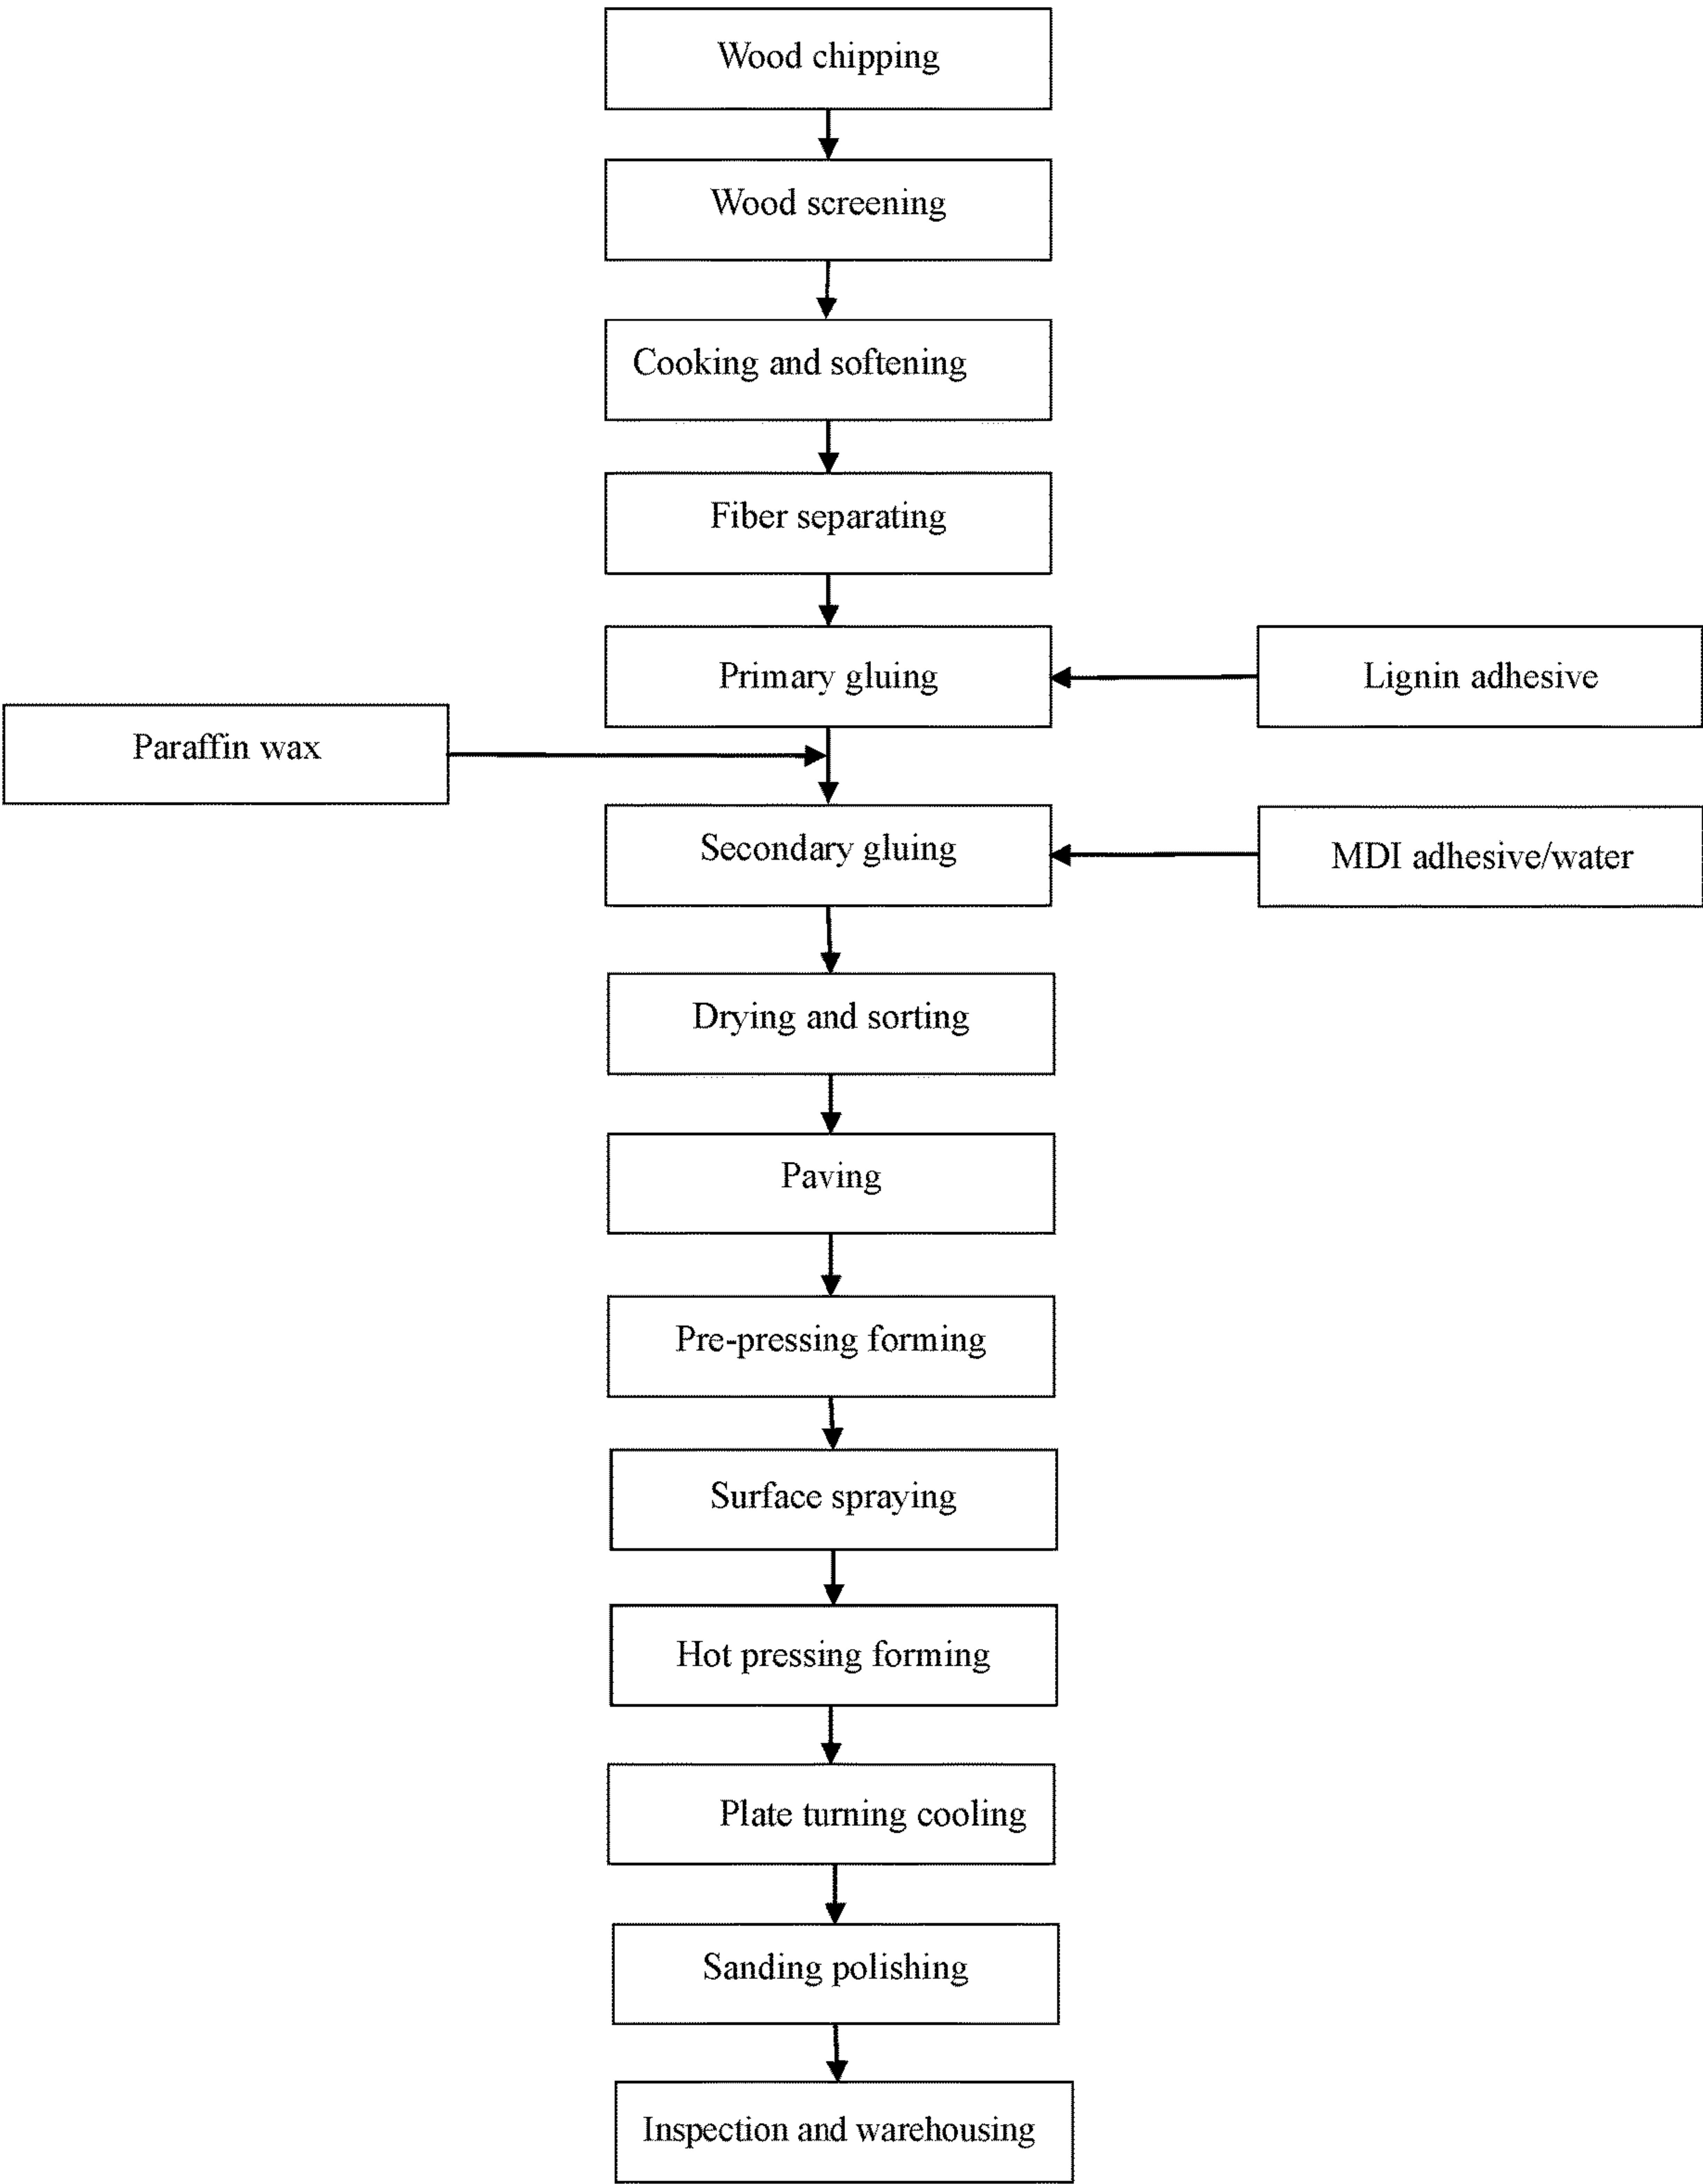 Wood chipping
Wood screening
Cooking and softening
Fiber separating
Primary gluing
Lignin adhesive
Paraffin wax
Secondary gluing
MDI adhesive/water
Drying and sorting
Paving
Pre-pressing forming
Surface spraying
Hot pressing forming
Plate turning cooling
Sanding polishing
Inspection and warehousing